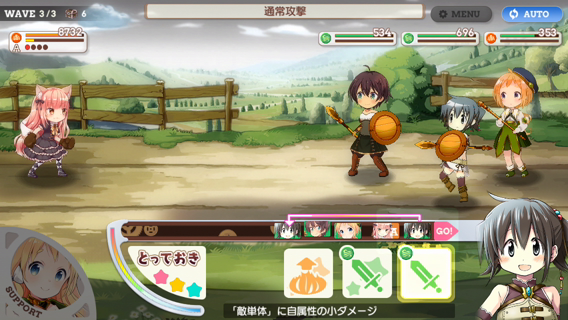 WAVE 3/3 6
通常攻撃
MENU
AUTO
8732
A
534
696
353
GO!
A
とっておき
SUPPORT
「敵単体」に自属性の小ダメージ